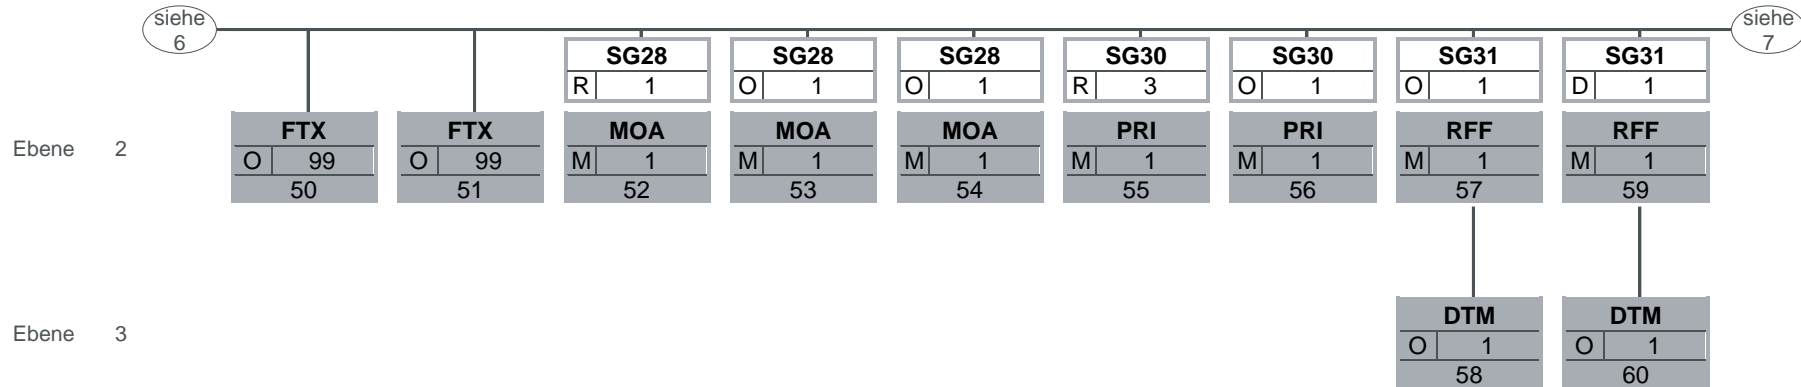 siehe 6 siehe 7
SG28 SG28 SG28 SG30 SG30 SG31 SG31
R 1 O 1 O 1 R 3 O 1 O 1 D 1
FTX FTX MOA MOA MOA PRI PRI RFF RFF
Ebene 2 O 99 O 99 M 1 M 1 M 1 M 1 M 1 M 1 M 1
50 51 52 53 54 55 56 57 59
DTM DTM
Ebene 3 O 1 O 1
58 60